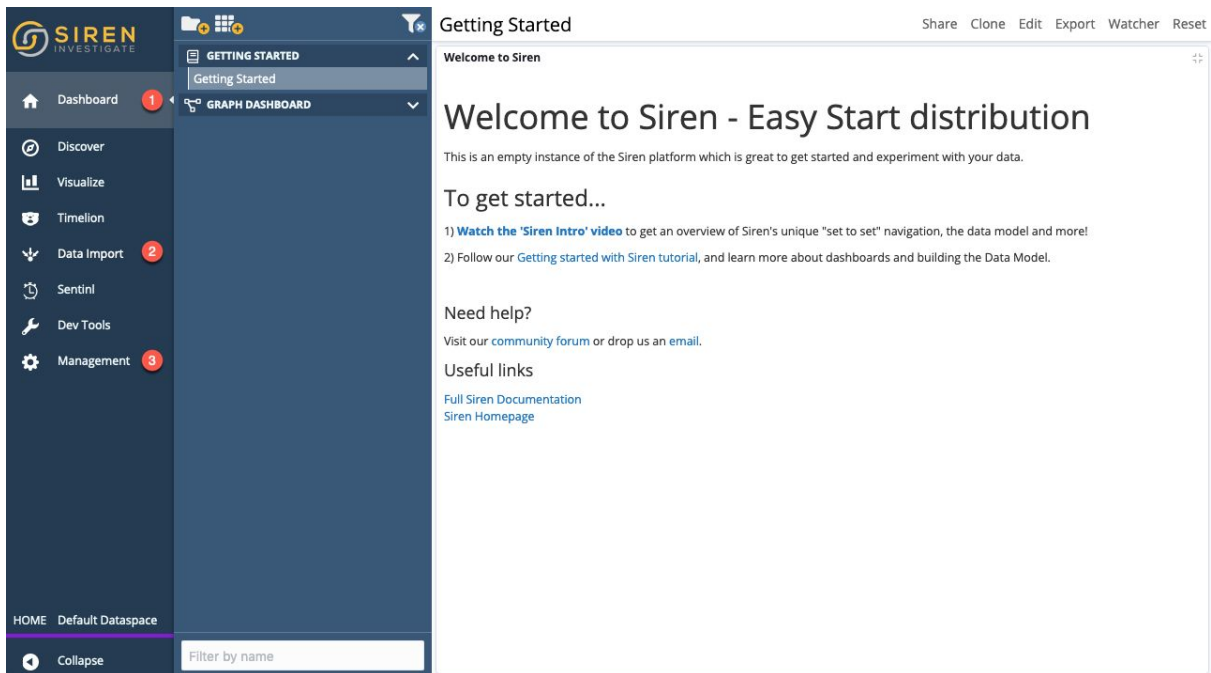 SIREN
INVESTIGATE
Dashboard 1
Discover
Visualize
Timelion
Data Import 2
Sentinl
Dev Tools
Management 3
HOME Default Dataspace
Collapse
GETTING STARTED
Getting Started
GRAPH DASHBOARD
Filter by name
Getting Started
Share Clone Edit Export Watcher Reset
Welcome to Siren
Welcome to Siren - Easy Start distribution
This is an empty instance of the Siren platform which is great to get started and experiment with your data.
To get started...
1) Watch the 'Siren Intro' video to get an overview of Siren's unique "set to set" navigation, the data model and more!
2) Follow our Getting started with Siren tutorial, and learn more about dashboards and building the Data Model.
Need help?
Visit our community forum or drop us an email.
Useful links
Full Siren Documentation
Siren Homepage